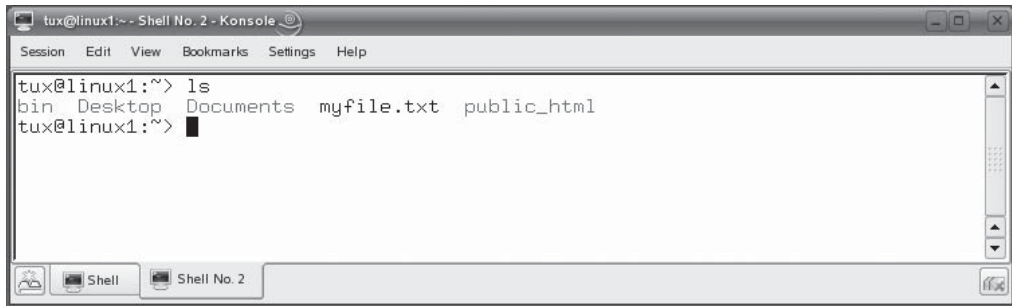 tux@linux1:~ - Shell No. 2 - Konsole
Session Edit View Bookmarks Settings Help
tux@linux1:~> ls
bin Desktop Documents myfile.txt public_html
tux@linux1:~>
Shell Shell No. 2